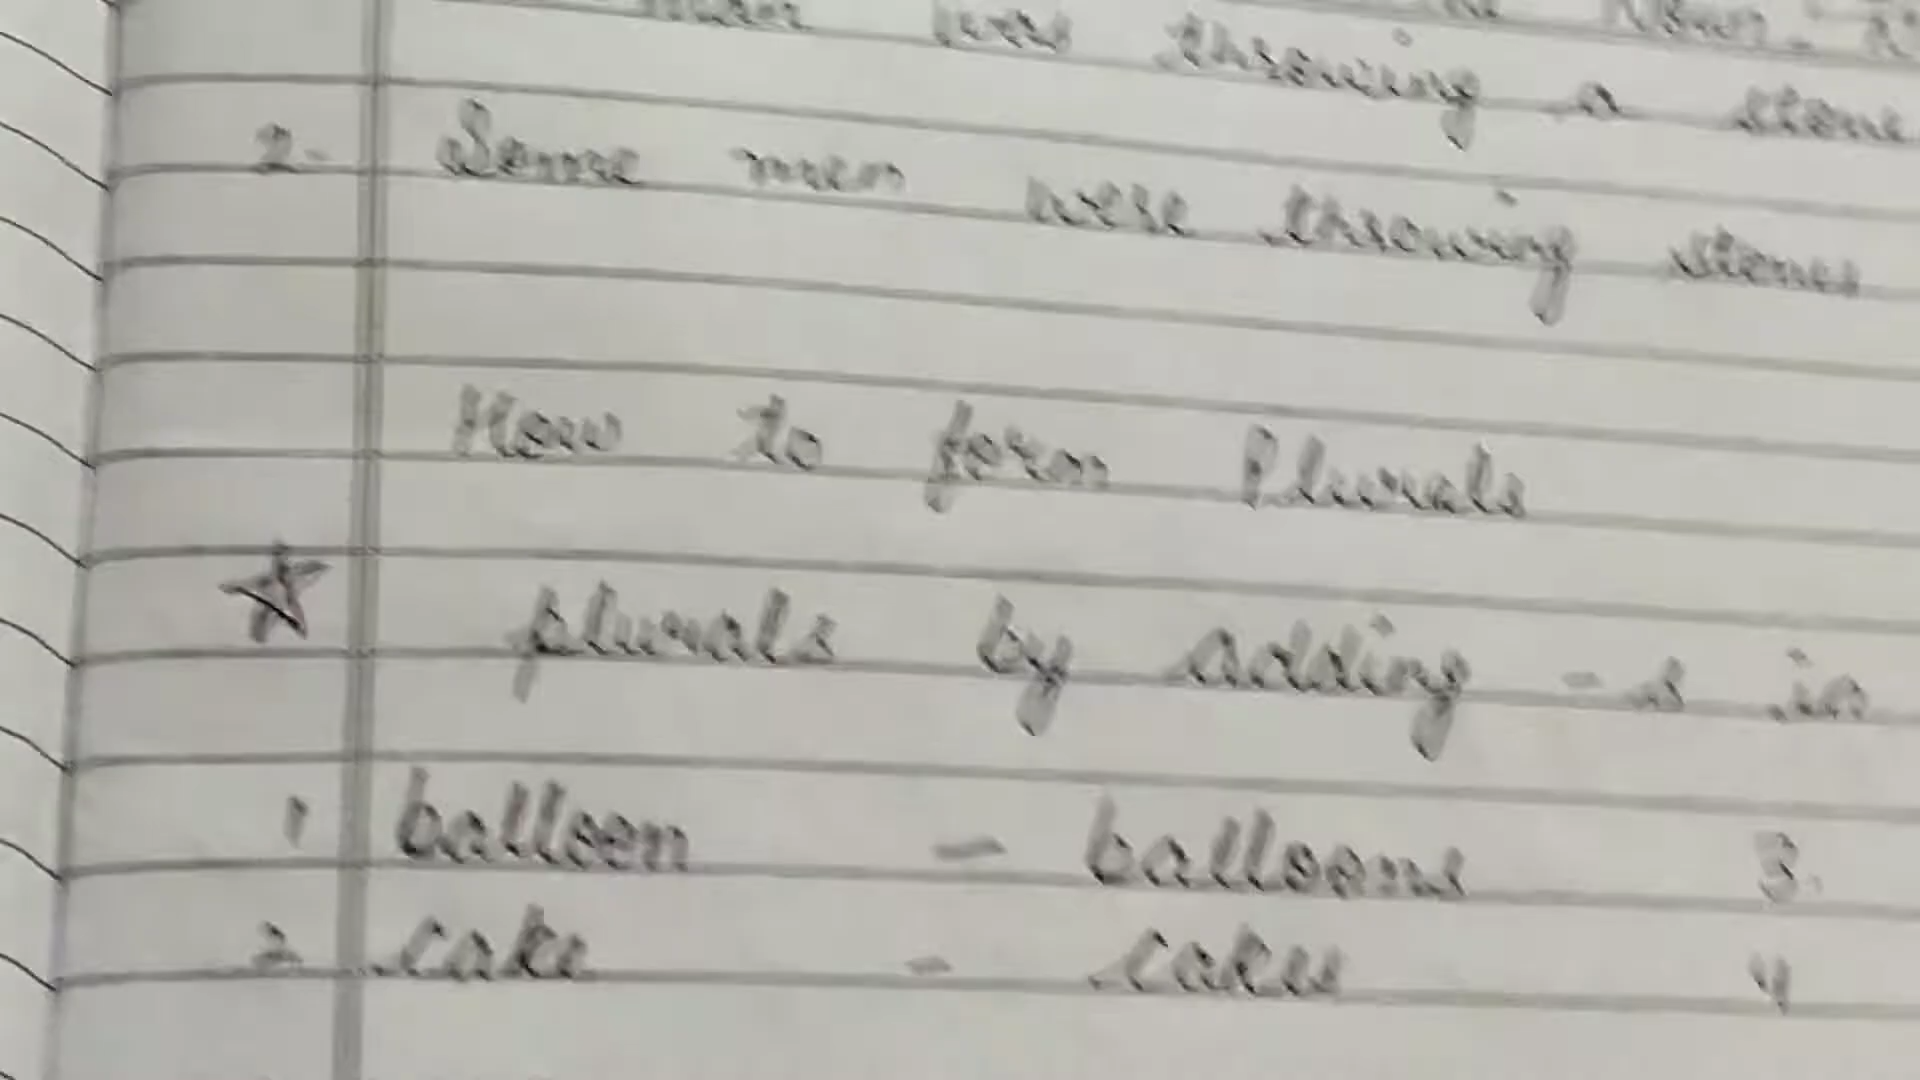 man was throwing a stone
2. Some men were throwing stones
How to form Plurals
☆ plurals by adding -s in
1 balloon - balloons 3.
2 cake - cakes 4